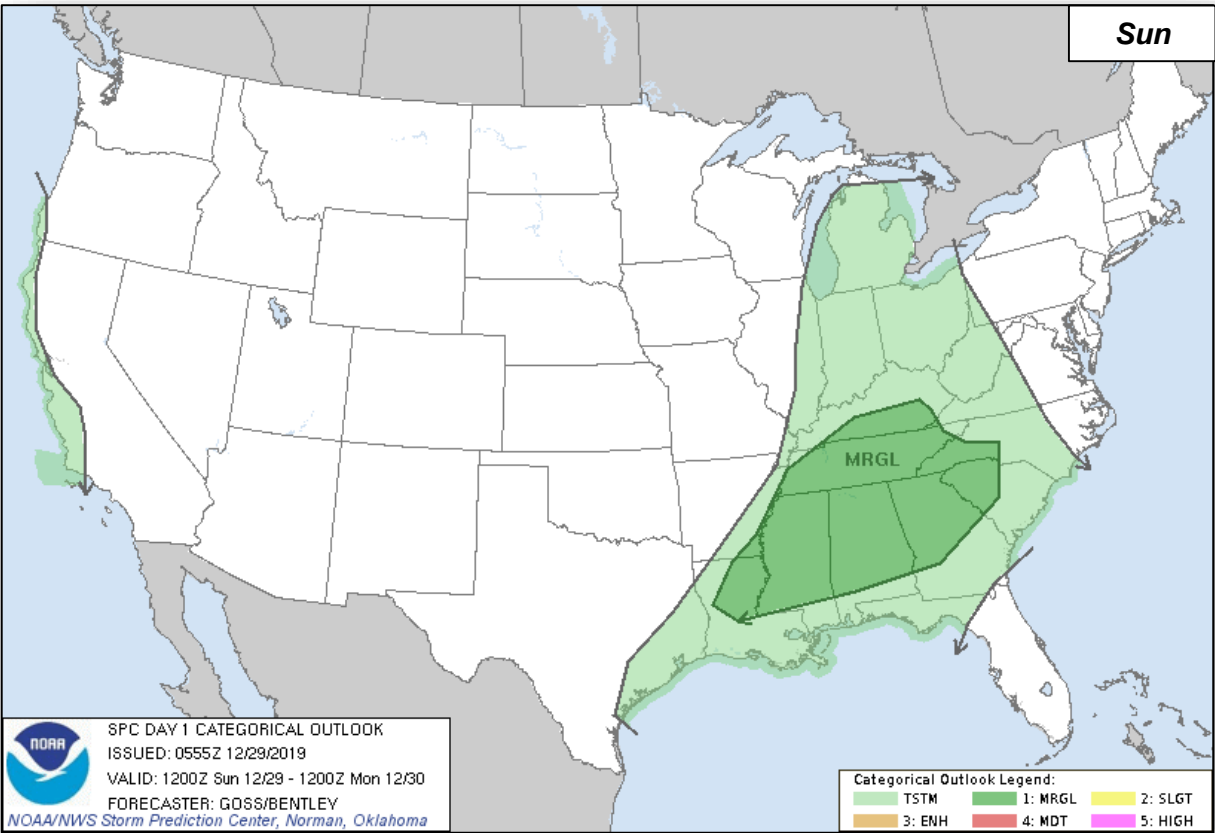 Sun
MRGL
NOAA
SPC DAY 1 CATEGORICAL OUTLOOK
ISSUED: 0555Z 12/29/2019
VALID: 1200Z Sun 12/29 - 1200Z Mon 12/30
FORECASTER: GOSS/BENTLEY
NOAA/NWS Storm Prediction Center, Norman, Oklahoma
Categorical Outlook Legend:
TSTM 1: MRGL 2: SLGT
3: ENH 4: MDT 5: HIGH